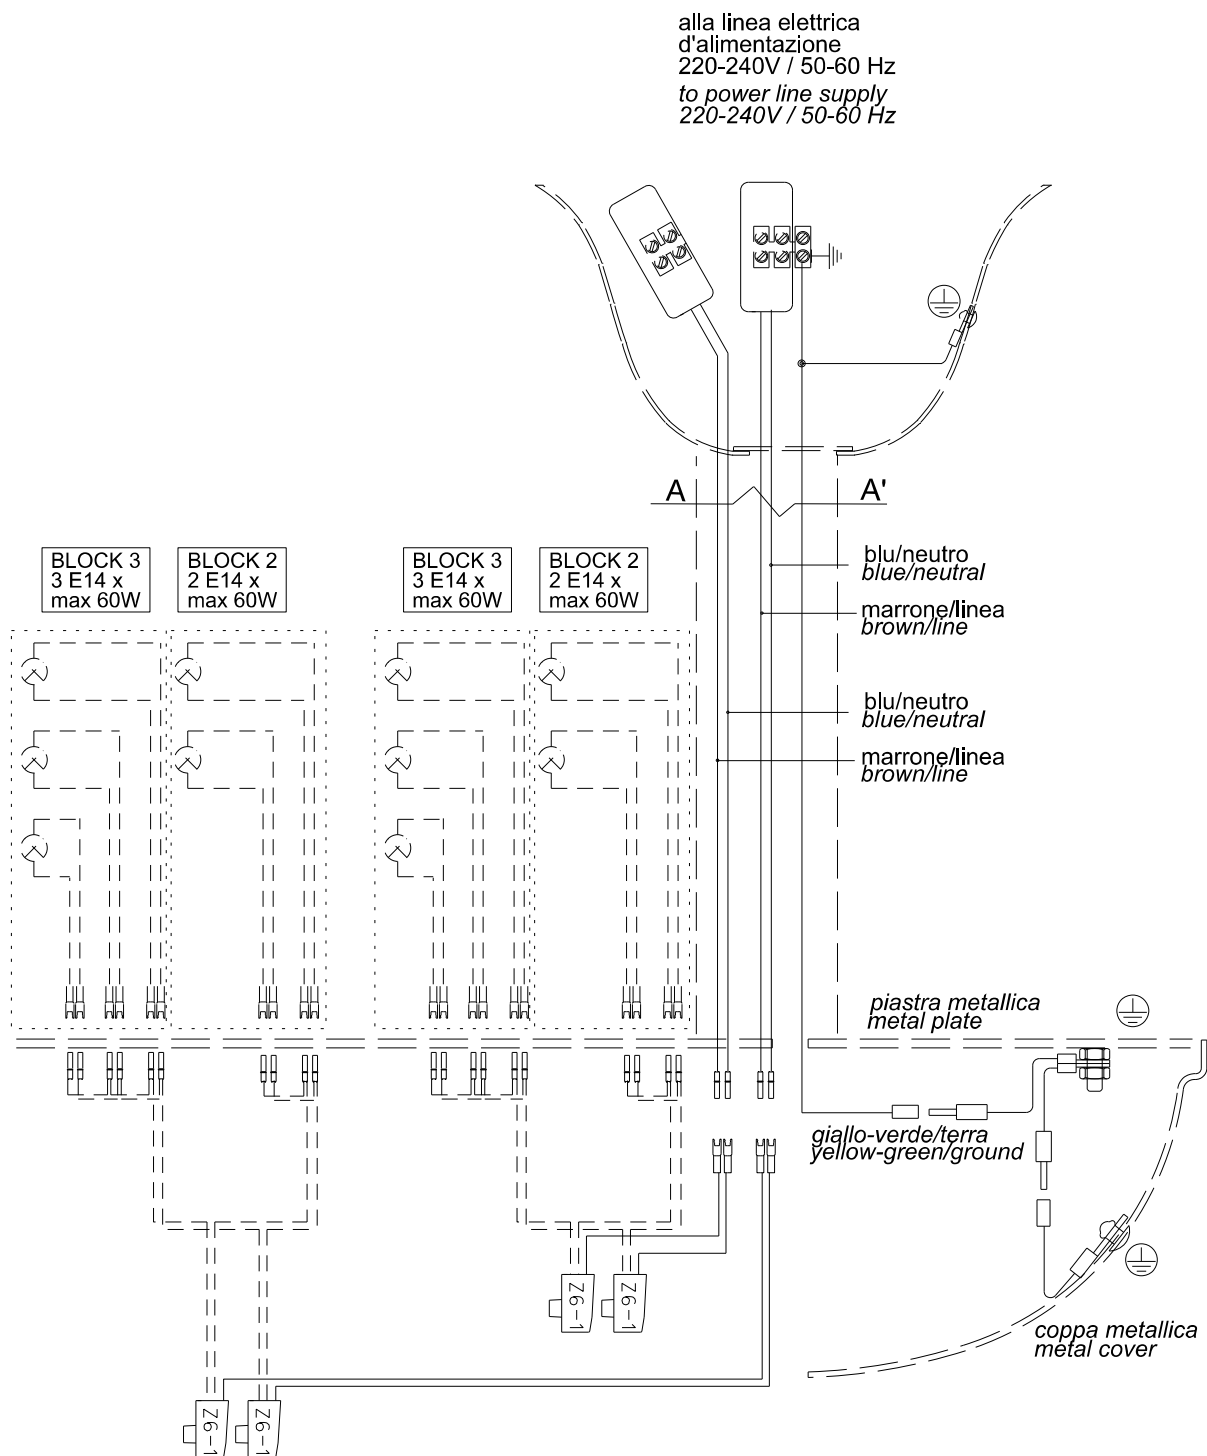 alla linea elettrica
d'alimentazione
220-240V / 50-60 Hz
to power line supply
220-240V / 50-60 Hz
A
A'
BLOCK 3
3 E14 x
max 60W
BLOCK 2
2 E14 x
max 60W
BLOCK 3
3 E14 x
max 60W
BLOCK 2
2 E14 x
max 60W
blu/neutro
blue/neutral
marrone/linea
brown/line
blu/neutro
blue/neutral
marrone/linea
brown/line
piastra metallica
metal plate
giallo-verde/terra
yellow-green/ground
Z6-1
Z6-1
coppa metallica
metal cover
Z6-1
Z6-1